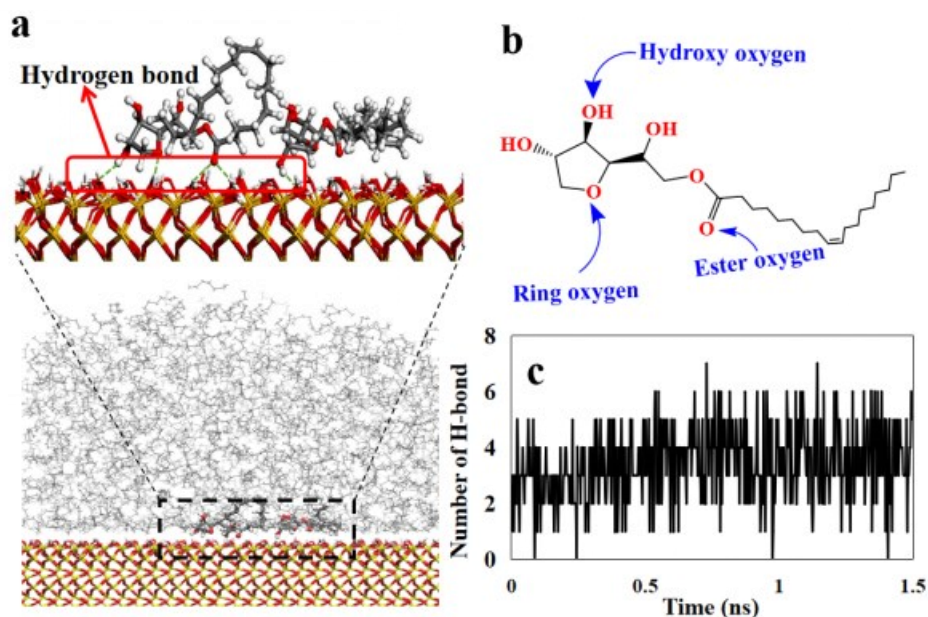 a
Hydrogen bond
b
Hydroxy oxygen
OH
OH
HO
O
O
O
Ring oxygen
Ester oxygen
c
Number of H-bond
8
6
4
2
0
0
0.5
1
1.5
Time (ns)